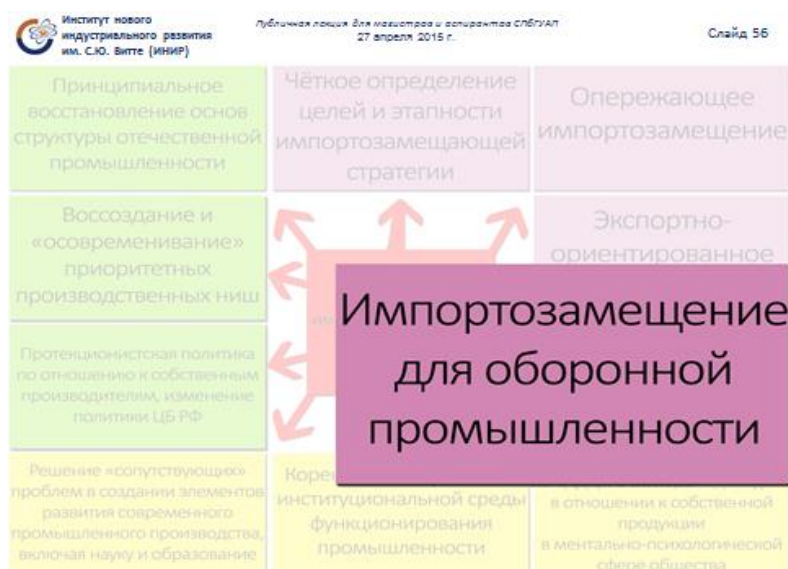 Институт нового
индустриального развития
им. С.Ю. Витте (ИНИР)
Публичная лекция для магистров и аспирантов СПбГУАП
27 апреля 2015 г.
Слайд 56
Принципиальное
восстановление основ
структуры отечественной
промышленности
Чёткое определение
целей и этапности
импортозамещающей
стратегии
Опережающее
импортозамещение
Воссоздание и
«осовременивание»
приоритетных
производственных ниш
Экспортно-
ориентированное
Импортозамещение
для оборонной
промышленности
Протекционистская политика
по отношению к собственным
производителям, изменение
политики ЦБ РФ
Решение «сопутствующих»
проблем в создании элементов
развития современного
промышленного производства,
включая науку и образование
институциональной среды
функционирования
промышленности
в отношении к собственной
продукции
в ментально-психологической
сфере общества